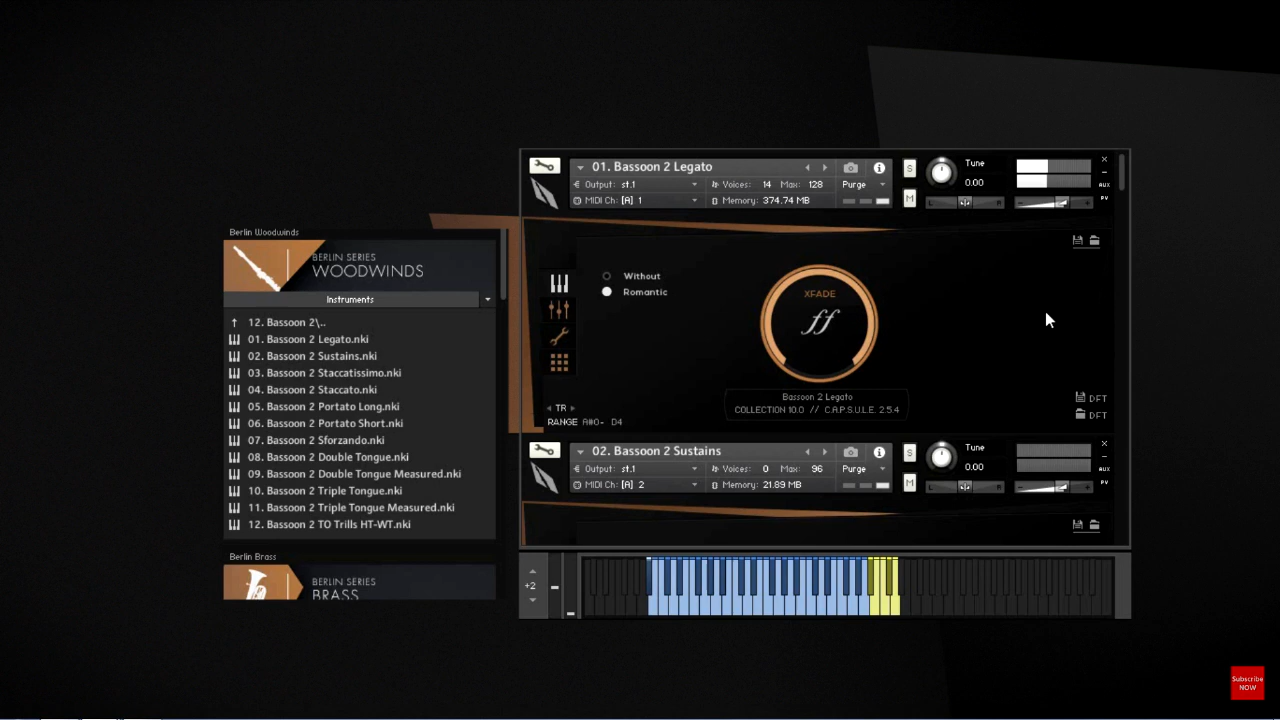 Berlin Woodwinds
BERLIN SERIES
WOODWINDS
Instruments
12. Bassoon 2\..
01. Bassoon 2 Legato.nki
02. Bassoon 2 Sustains.nki
03. Bassoon 2 Staccatissimo.nki
04. Bassoon 2 Staccato.nki
05. Bassoon 2 Portato Long.nki
06. Bassoon 2 Portato Short.nki
07. Bassoon 2 Sforzando.nki
08. Bassoon 2 Double Tongue.nki
09. Bassoon 2 Double Tongue Measured.nki
10. Bassoon 2 Triple Tongue.nki
11. Bassoon 2 Triple Tongue Measured.nki
12. Bassoon 2 TO Trills HT-WT.nki
Berlin Brass
BERLIN SERIES
BRASS
01. Bassoon 2 Legato
Output: st.1 Voices: 14 Max: 128 Purge
MIDI Ch: [A] 1 Memory: 374.74 MB
S
M
Tune
0.00
L R
- +
×
-
AUX
PV
Without
Romantic
XFADE
ff
TR
RANGE A#0- D4
Bassoon 2 Legato
COLLECTION 10.0 // C.A.P.S.U.L.E. 2.5.4
DFT
DFT
02. Bassoon 2 Sustains
Output: st.1 Voices: 0 Max: 96 Purge
MIDI Ch: [A] 2 Memory: 21.89 MB
S
M
Tune
0.00
L R
- +
×
-
AUX
PV
+2
Subscribe
NOW